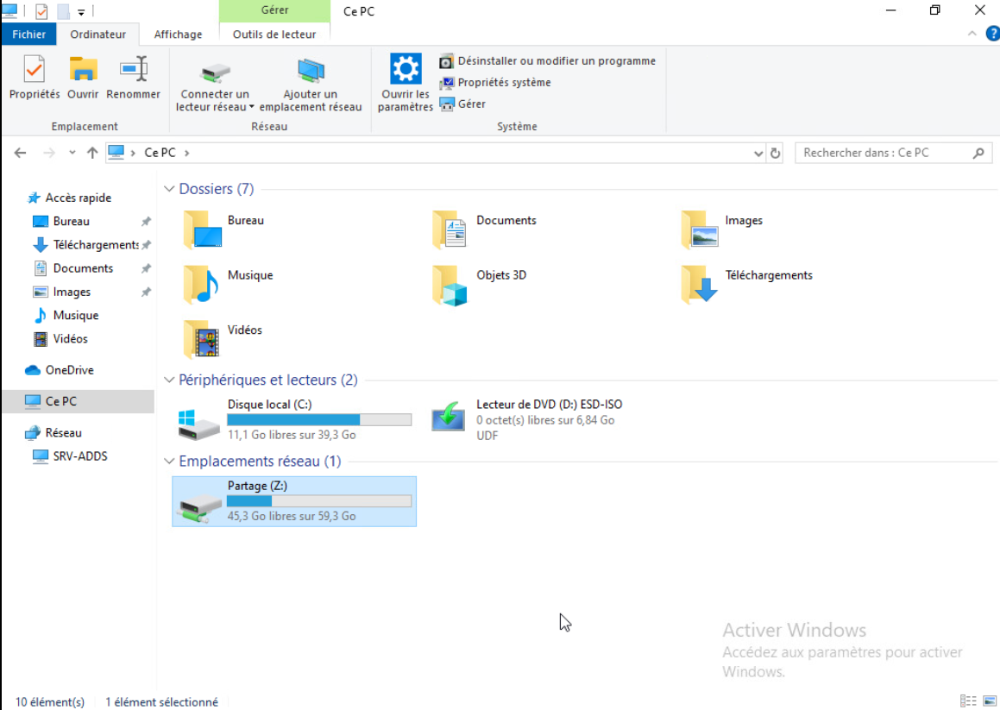 Gérer
Ce PC
Fichier
Ordinateur
Affichage
Outils de lecteur
Propriétés
Ouvrir
Renommer
Emplacement
Connecter un
lecteur réseau
Ajouter un
emplacement réseau
Réseau
Ouvrir les
paramètres
Désinstaller ou modifier un programme
Propriétés système
Gérer
Système
Ce PC
Rechercher dans : Ce PC
Accès rapide
Bureau
Téléchargements
Documents
Images
Musique
Vidéos
OneDrive
Ce PC
Réseau
SRV-ADDS
Dossiers (7)
Bureau
Documents
Images
Musique
Objets 3D
Téléchargements
Vidéos
Périphériques et lecteurs (2)
Disque local (C:)
11,1 Go libres sur 39,3 Go
Lecteur de DVD (D:) ESD-ISO
0 octet(s) libres sur 6,84 Go
UDF
Emplacements réseau (1)
Partage (Z:)
45,3 Go libres sur 59,3 Go
Activer Windows
Accédez aux paramètres pour activer
Windows.
10 élément(s)
1 élément sélectionné